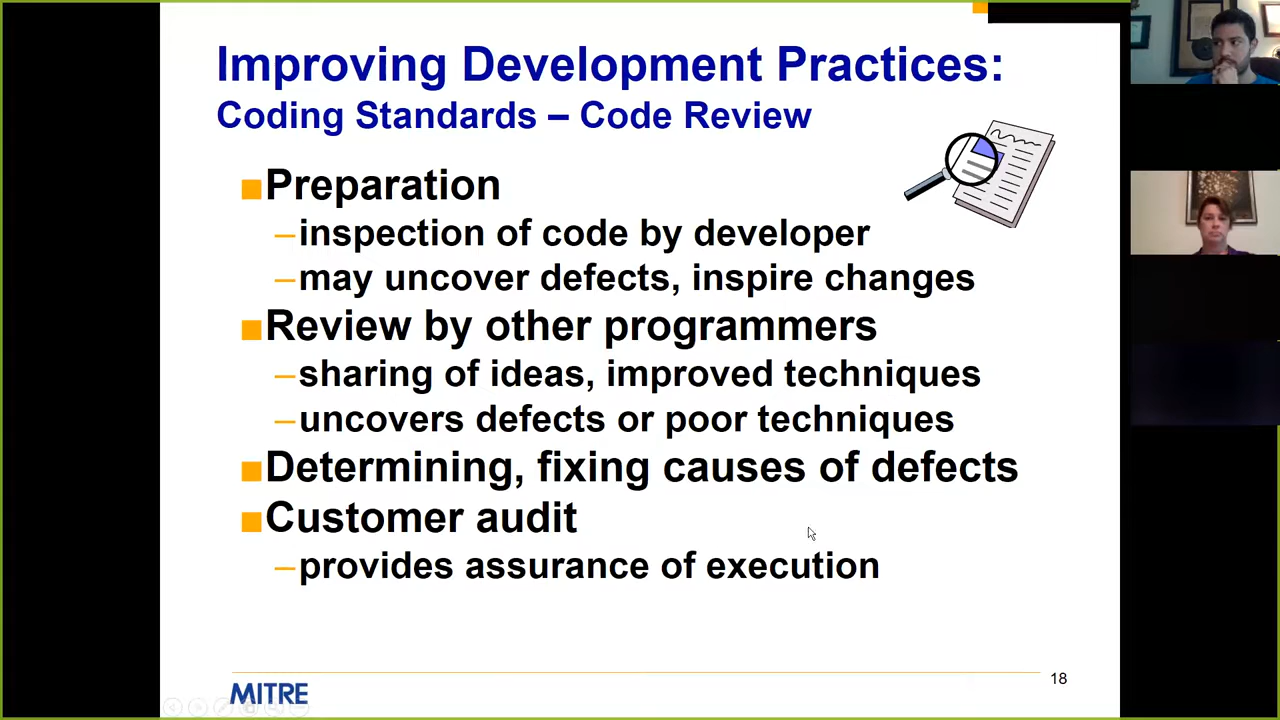 Improving Development Practices:
Coding Standards – Code Review
■Preparation
–inspection of code by developer
–may uncover defects, inspire changes
■Review by other programmers
–sharing of ideas, improved techniques
–uncovers defects or poor techniques
■Determining, fixing causes of defects
■Customer audit
–provides assurance of execution
MITRE
18